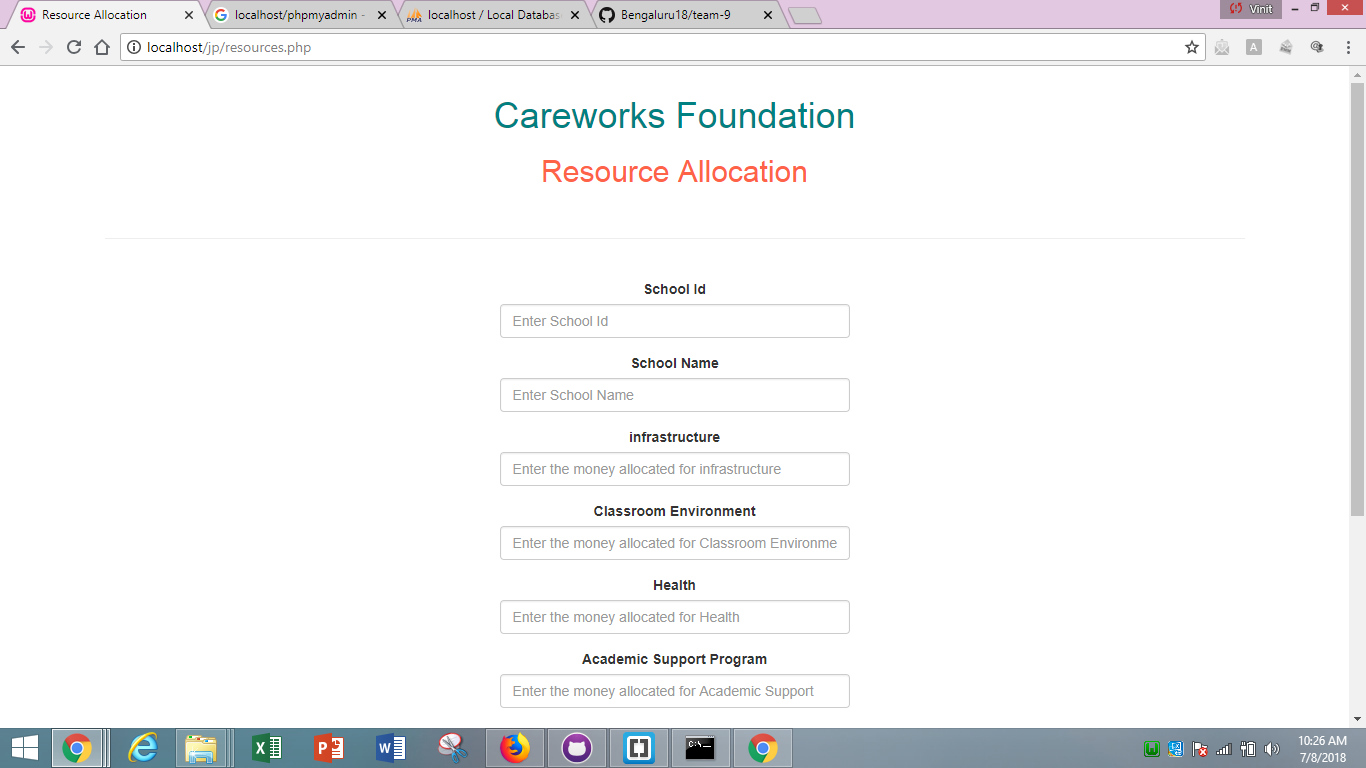 Resource Allocation
localhost/phpmyadmin -
localhost / Local Databas
Bengaluru18/team-9
Vinit
localhost/jp/resources.php
Careworks Foundation
Resource Allocation
School Id
Enter School Id
School Name
Enter School Name
infrastructure
Enter the money allocated for infrastructure
Classroom Environment
Enter the money allocated for Classroom Environme
Health
Enter the money allocated for Health
Academic Support Program
Enter the money allocated for Academic Support
10:26 AM
7/8/2018